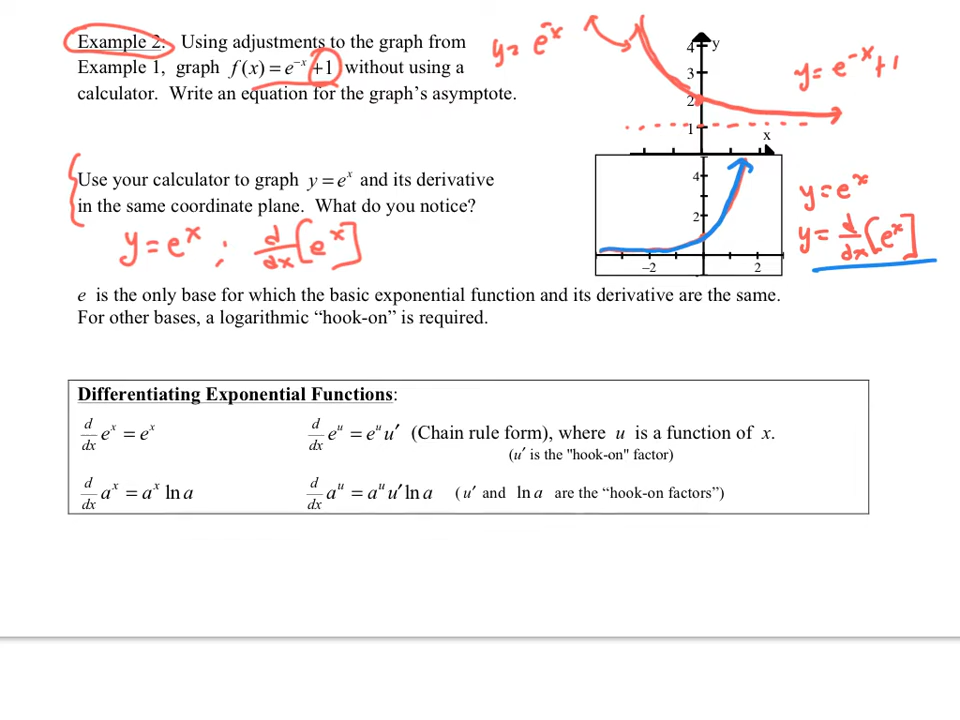 Example 2: Using adjustments to the graph from
Example 1, graph f(x) = e^{-x} + 1 without using a
calculator. Write an equation for the graph's asymptote.
y = e^{-x}
4 y
3
2
1
x
y = e^{-x} + 1
Use your calculator to graph y = e^x and its derivative
in the same coordinate plane. What do you notice?
y = e^x ; d/dx [e^x]
4
2
-2 2
y = e^x
y = d/dx [e^x]
e is the only base for which the basic exponential function and its derivative are the same.
For other bases, a logarithmic “hook-on” is required.
Differentiating Exponential Functions:
d/dx e^x = e^x d/dx e^u = e^u u′ (Chain rule form), where u is a function of x.
(u′ is the "hook-on" factor)
d/dx a^x = a^x ln a d/dx a^u = a^u u′ ln a (u′ and ln a are the “hook-on factors”)